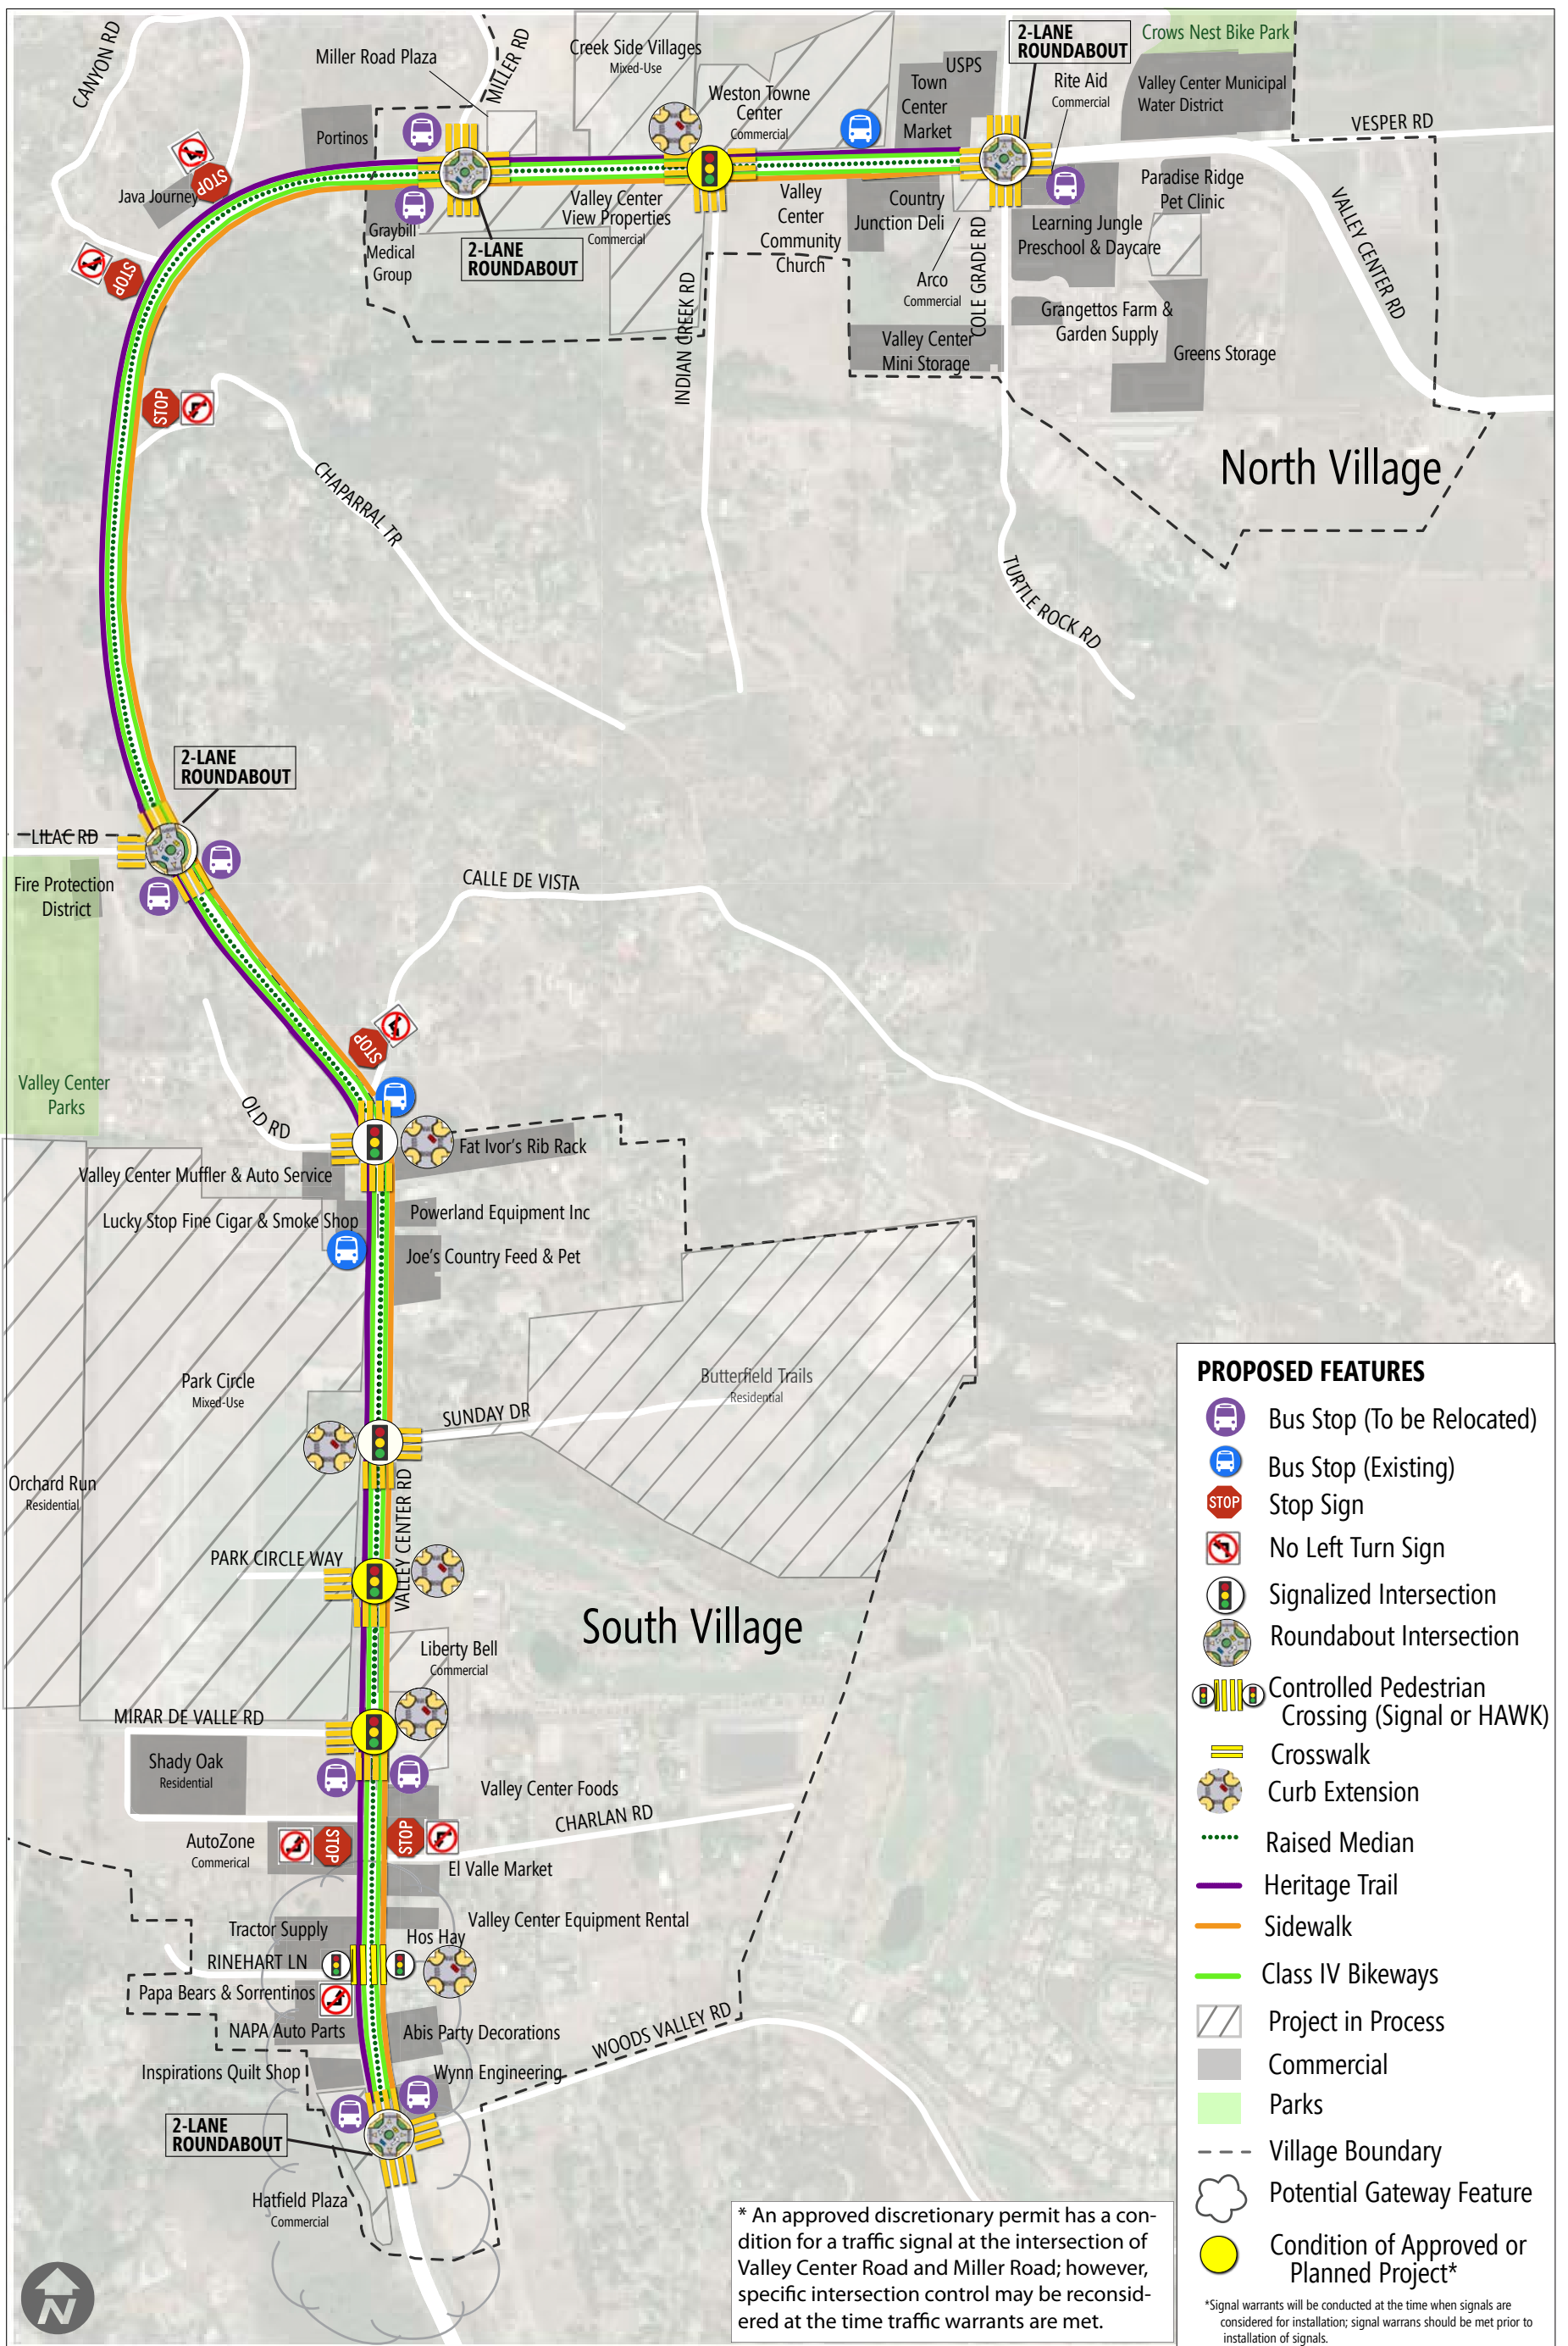 CANYON RD
Miller Road Plaza
MILLER RD
Creek Side Villages
Mixed-Use
Weston Towne
Center
Commercial
USPS
Town
Center
Market
2-LANE
ROUNDABOUT
Rite Aid
Commercial
Crows Nest Bike Park
Valley Center Municipal
Water District
VESPER RD
Portinos
STOP
Java Journey
STOP
Graybill
Medical
Group
2-LANE
ROUNDABOUT
Valley Center
View Properties
Commercial
INDIAN CREEK RD
Valley
Center
Community
Church
Country
Junction Deli
Arco
Commercial
COLE GRADE RD
Learning Jungle
Preschool & Daycare
Paradise Ridge
Pet Clinic
VALLEY CENTER RD
Grangettos Farm &
Garden Supply
Greens Storage
Valley Center
Mini Storage
STOP
CHAPARRAL TR
North Village
TURTLE ROCK RD
2-LANE
ROUNDABOUT
LILAC RD
Fire Protection
District
CALLE DE VISTA
Valley Center
Parks
STOP
OLD RD
Fat Ivor's Rib Rack
Valley Center Muffler & Auto Service
Lucky Stop Fine Cigar & Smoke Shop
Powerland Equipment Inc
Joe's Country Feed & Pet
Park Circle
Mixed-Use
Butterfield Trails
Residential
SUNDAY DR
Orchard Run
Residential
VALLEY CENTER RD
PARK CIRCLE WAY
South Village
Liberty Bell
Commercial
MIRAR DE VALLE RD
Shady Oak
Residential
Valley Center Foods
CHARLAN RD
AutoZone
Commerical
STOP
STOP
El Valle Market
Tractor Supply
Valley Center Equipment Rental
Hos Hay
RINEHART LN
Papa Bears & Sorrentinos
NAPA Auto Parts
Abis Party Decorations
WOODS VALLEY RD
Inspirations Quilt Shop
Wynn Engineering
2-LANE
ROUNDABOUT
Hatfield Plaza
Commercial
N
* An approved discretionary permit has a con-
dition for a traffic signal at the intersection of
Valley Center Road and Miller Road; however,
specific intersection control may be reconsid-
ered at the time traffic warrants are met.
PROPOSED FEATURES
Bus Stop (To be Relocated)
Bus Stop (Existing)
STOP
Stop Sign
No Left Turn Sign
Signalized Intersection
Roundabout Intersection
Controlled Pedestrian
Crossing (Signal or HAWK)
Crosswalk
Curb Extension
Raised Median
Heritage Trail
Sidewalk
Class IV Bikeways
Project in Process
Commercial
Parks
Village Boundary
Potential Gateway Feature
Condition of Approved or
Planned Project*
*Signal warrants will be conducted at the time when signals are
considered for installation; signal warrans should be met prior to
installation of signals.